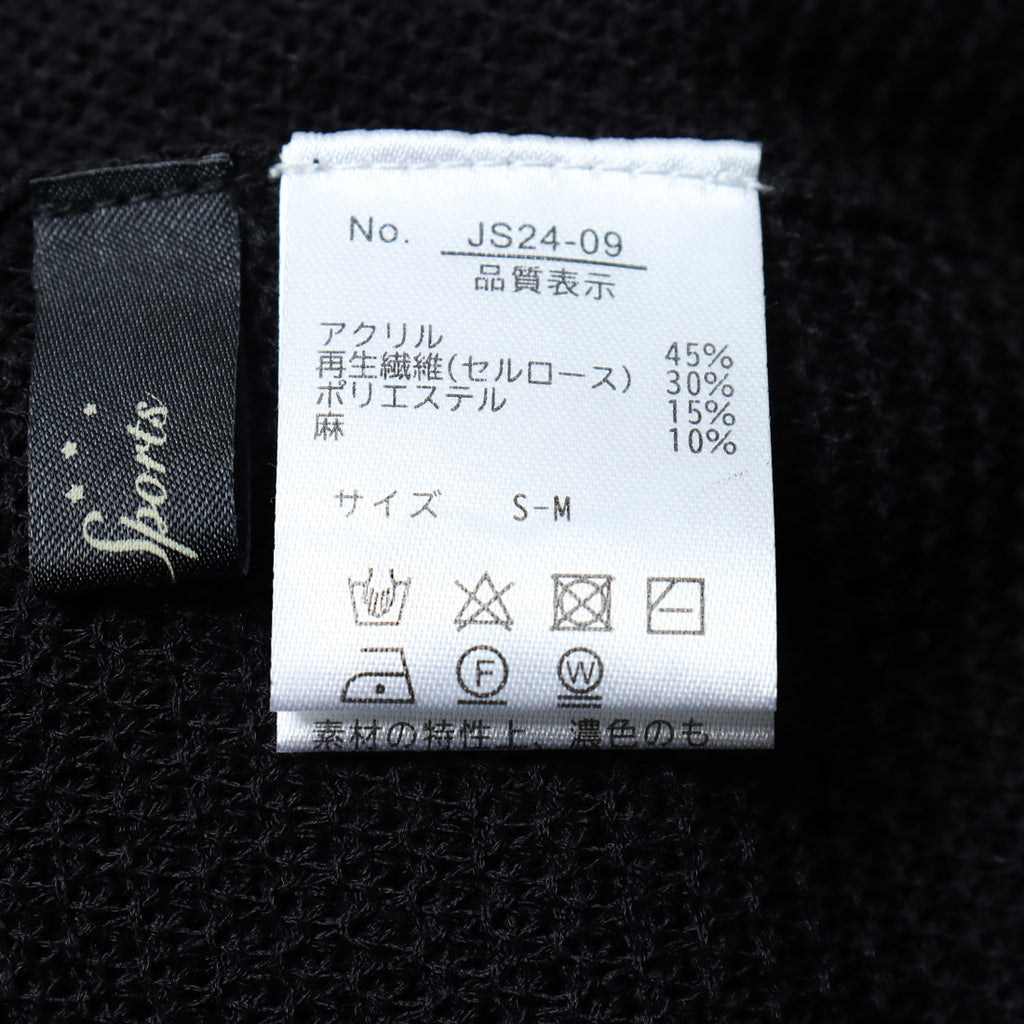 No. JS24-09
品質表示
アクリル 45%
再生繊維(セルロース) 30%
ポリエステル 15%
麻 10%
サイズ S-M
F W
素材の特性上、濃色のも
Sports